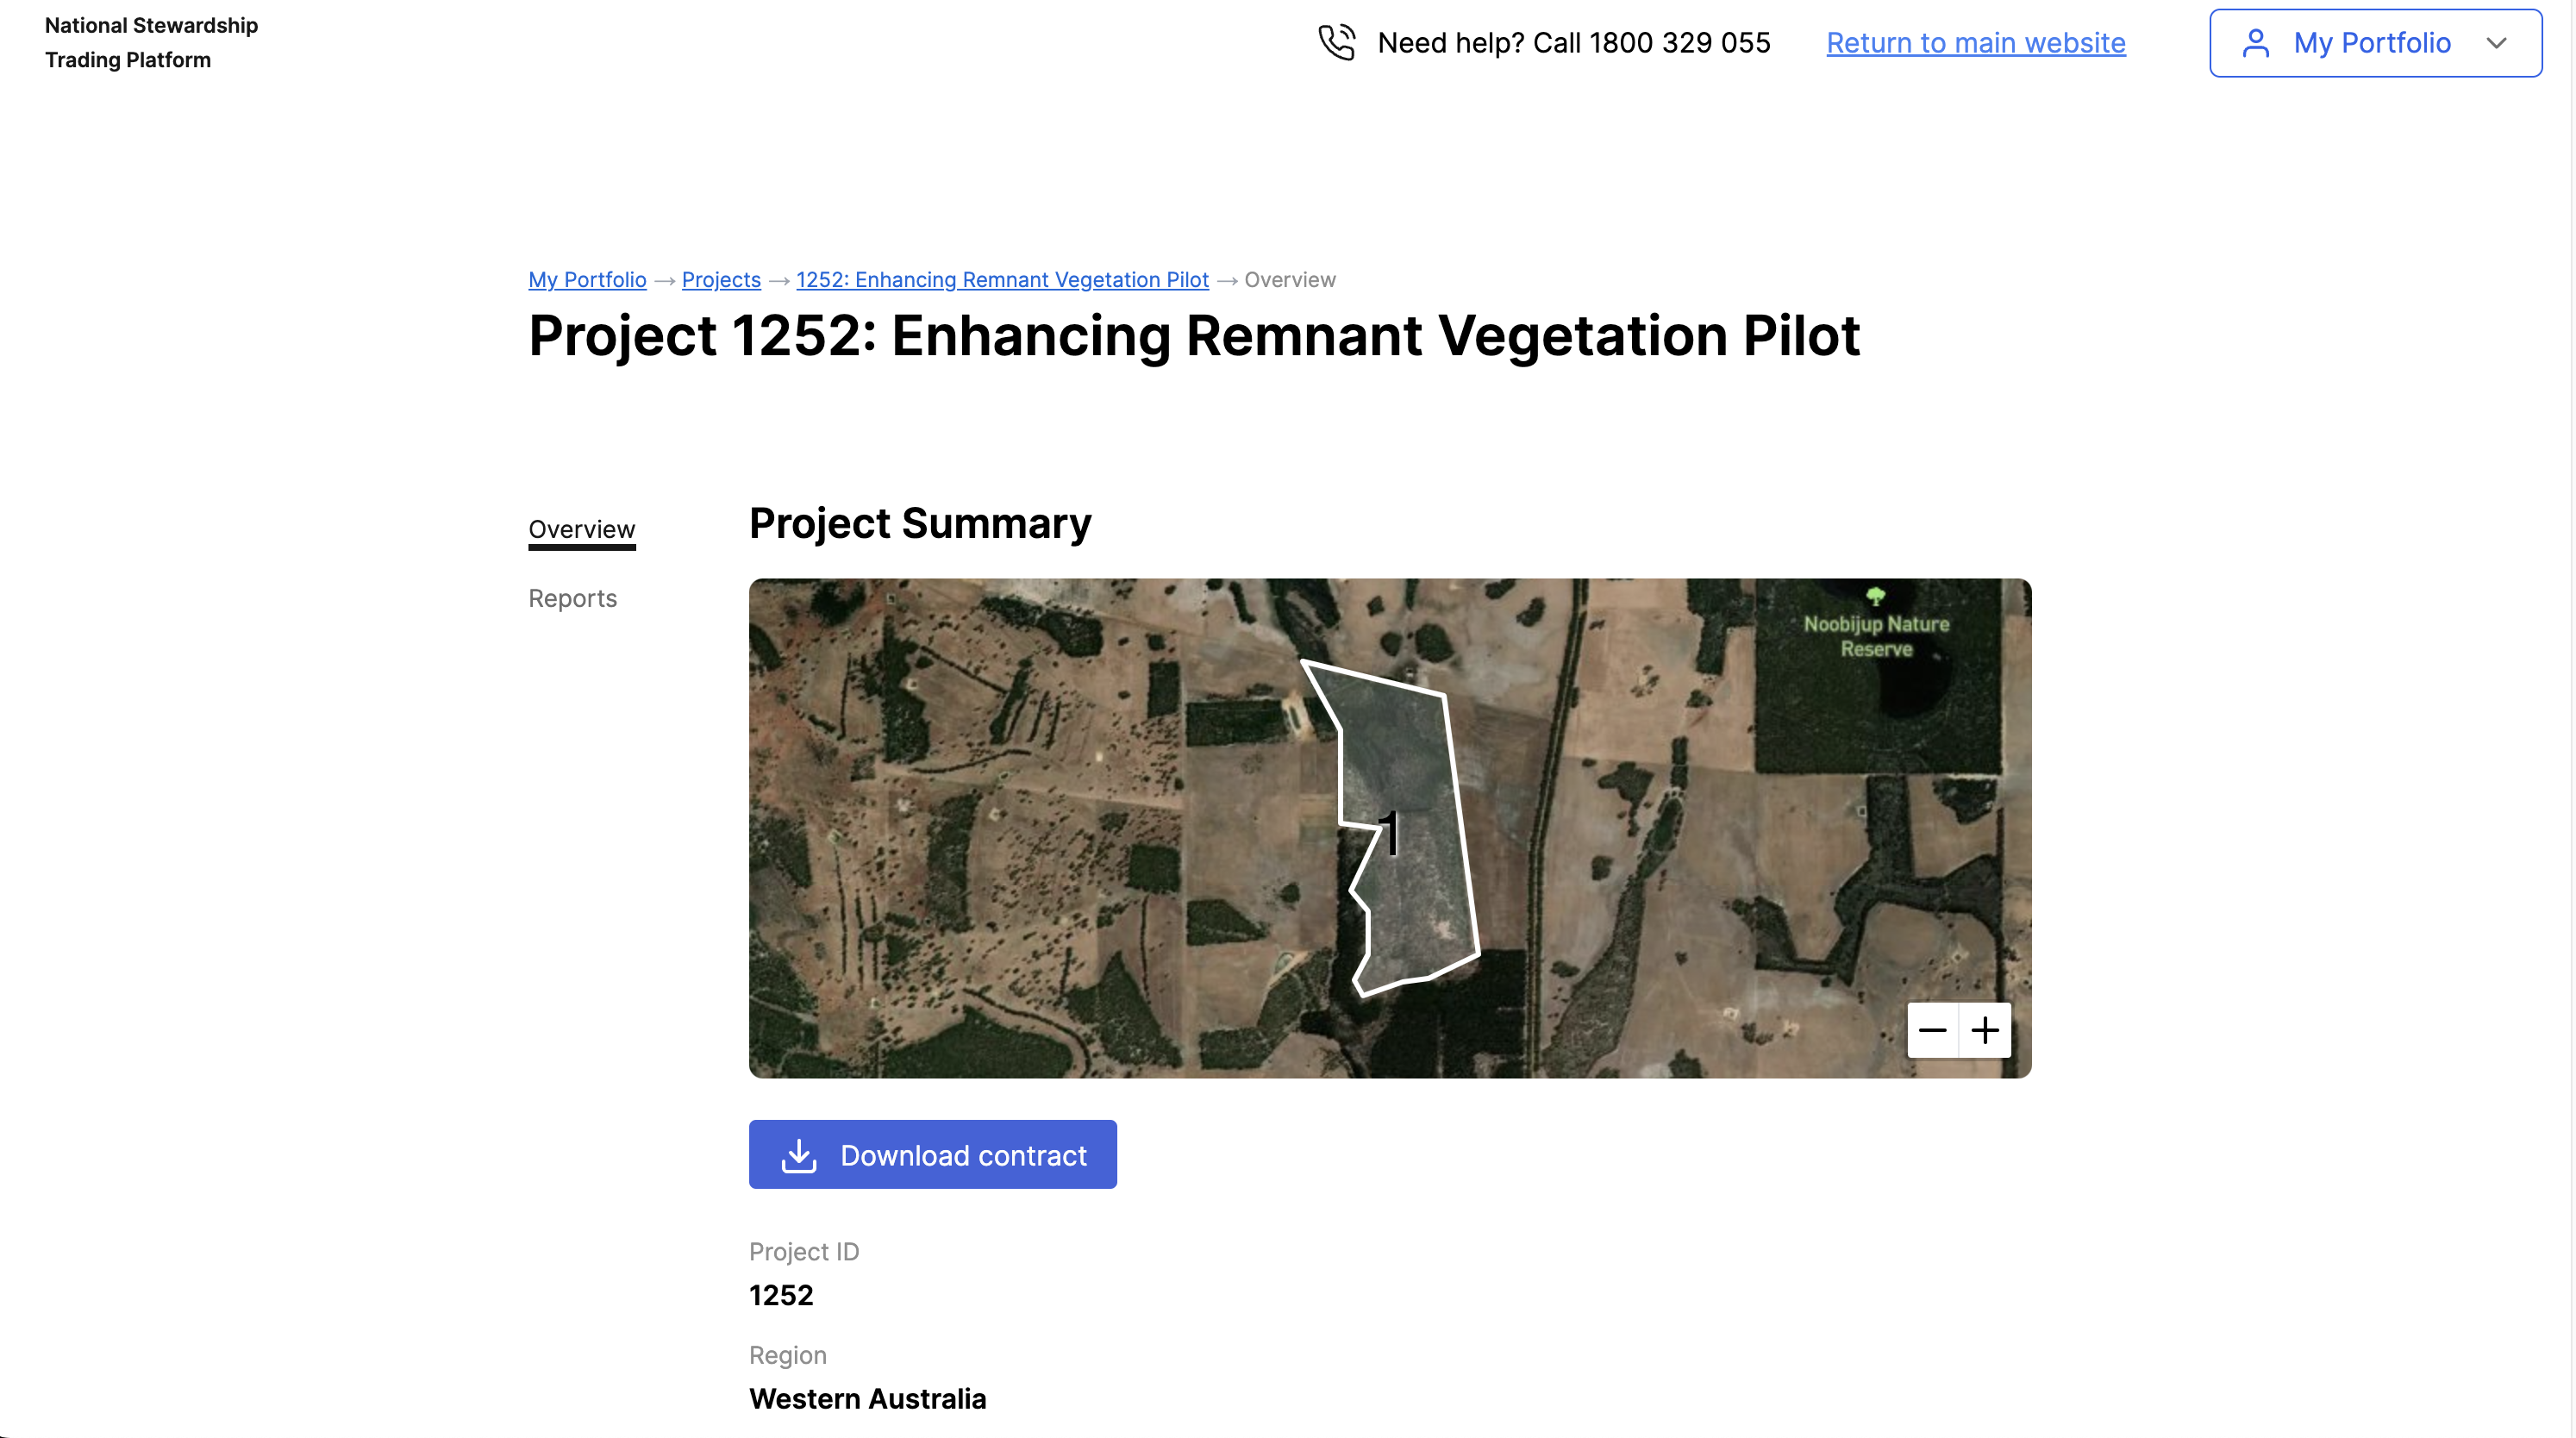 National Stewardship
Trading Platform
Need help? Call 1800 329 055
Return to main website
My Portfolio
My Portfolio → Projects → 1252: Enhancing Remnant Vegetation Pilot → Overview
Project 1252: Enhancing Remnant Vegetation Pilot
Overview
Reports
Project Summary
Noobijup Nature
Reserve
1
Download contract
Project ID
1252
Region
Western Australia